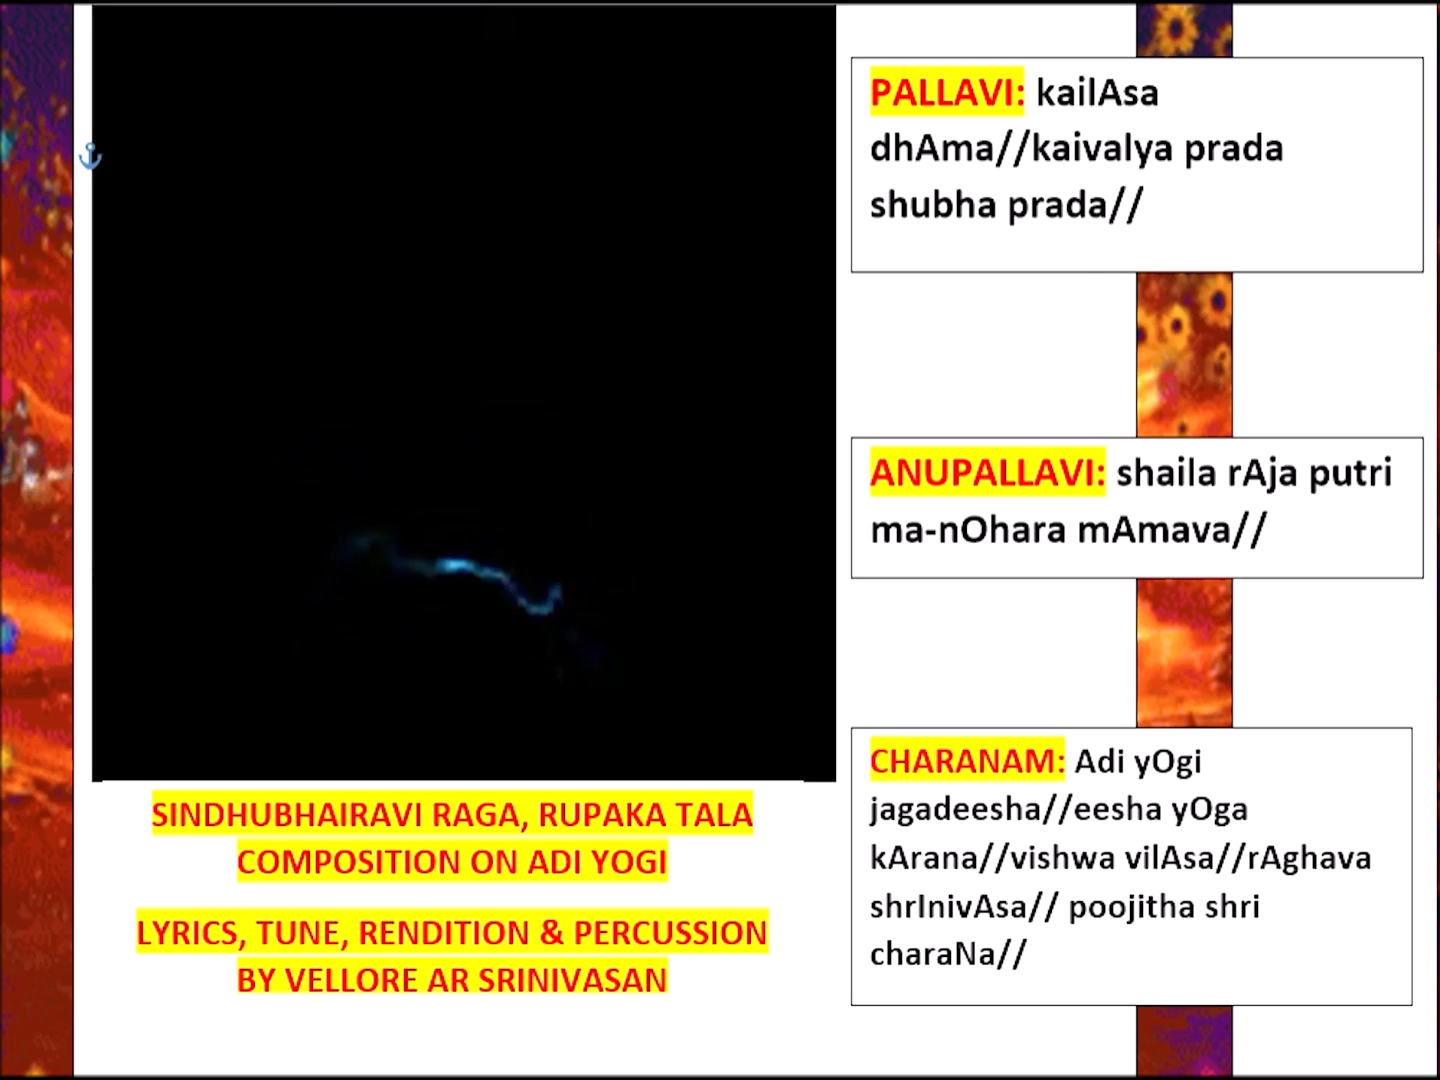 PALLAVI: kailAsa
dhAma//kaivalya prada
shubha prada//
ANUPALLAVI: shaila rAja putri
ma-nOhara mAmava//
CHARANAM: Adi yOgi
jagadeesha//eesha yOga
kArana//vishwa vilAsa//rAghava
shrInivAsa// poojitha shri
charaNa//
SINDHUBHAIRAVI RAGA, RUPAKA TALA
COMPOSITION ON ADI YOGI
LYRICS, TUNE, RENDITION & PERCUSSION
BY VELLORE AR SRINIVASAN